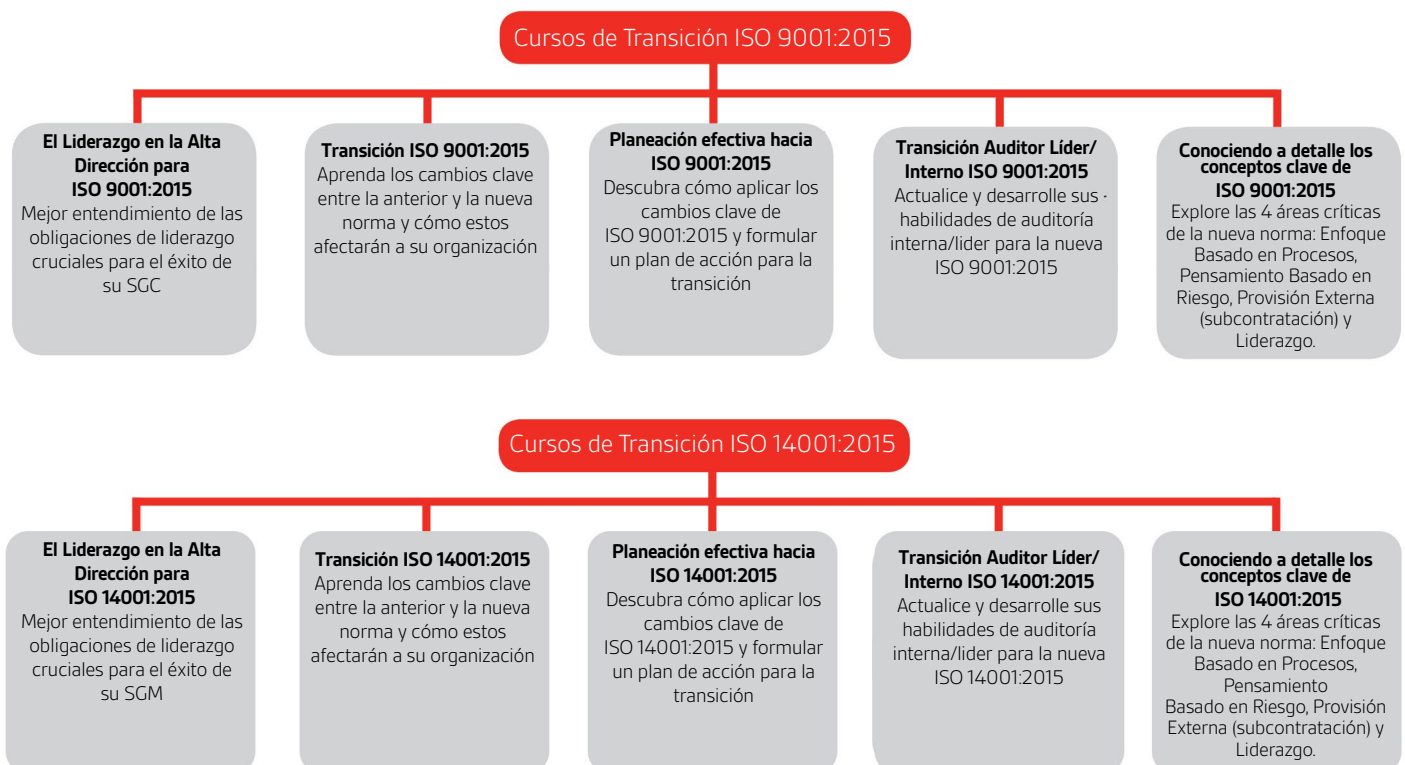 Cursos de Transición ISO 9001:2015
El Liderazgo en la Alta
Dirección para
ISO 9001:2015
Mejor entendimiento de las
obligaciones de liderazgo
cruciales para el éxito de
su SGC
Transición ISO 9001:2015
Aprenda los cambios clave
entre la anterior y la nueva
norma y cómo estos
afectarán a su organización
Planeación efectiva hacia
ISO 9001:2015
Descubra cómo aplicar los
cambios clave de
ISO 9001:2015 y formular
un plan de acción para la
transición
Transición Auditor Líder/
Interno ISO 9001:2015
Actualice y desarrolle sus ·
habilidades de auditoría
interna/lider para la nueva
ISO 9001:2015
Conociendo a detalle los
conceptos clave de
ISO 9001:2015
Explore las 4 áreas críticas
de la nueva norma: Enfoque
Basado en Procesos,
Pensamiento Basado en
Riesgo, Provisión Externa
(subcontratación) y
Liderazgo.
Cursos de Transición ISO 14001:2015
El Liderazgo en la Alta
Dirección para
ISO 14001:2015
Mejor entendimiento de las
obligaciones de liderazgo
cruciales para el éxito de
su SGM
Transición ISO 14001:2015
Aprenda los cambios clave
entre la anterior y la nueva
norma y cómo estos
afectarán a su organización
Planeación efectiva hacia
ISO 14001:2015
Descubra cómo aplicar los
cambios clave de
ISO 14001:2015 y formular
un plan de acción para la
transición
Transición Auditor Líder/
Interno ISO 14001:2015
Actualice y desarrolle sus
habilidades de auditoría
interna/lider para la nueva
ISO 14001:2015
Conociendo a detalle los
conceptos clave de
ISO 14001:2015
Explore las 4 áreas críticas
de la nueva norma: Enfoque
Basado en Procesos,
Pensamiento
Basado en Riesgo, Provisión
Externa (subcontratación) y
Liderazgo.